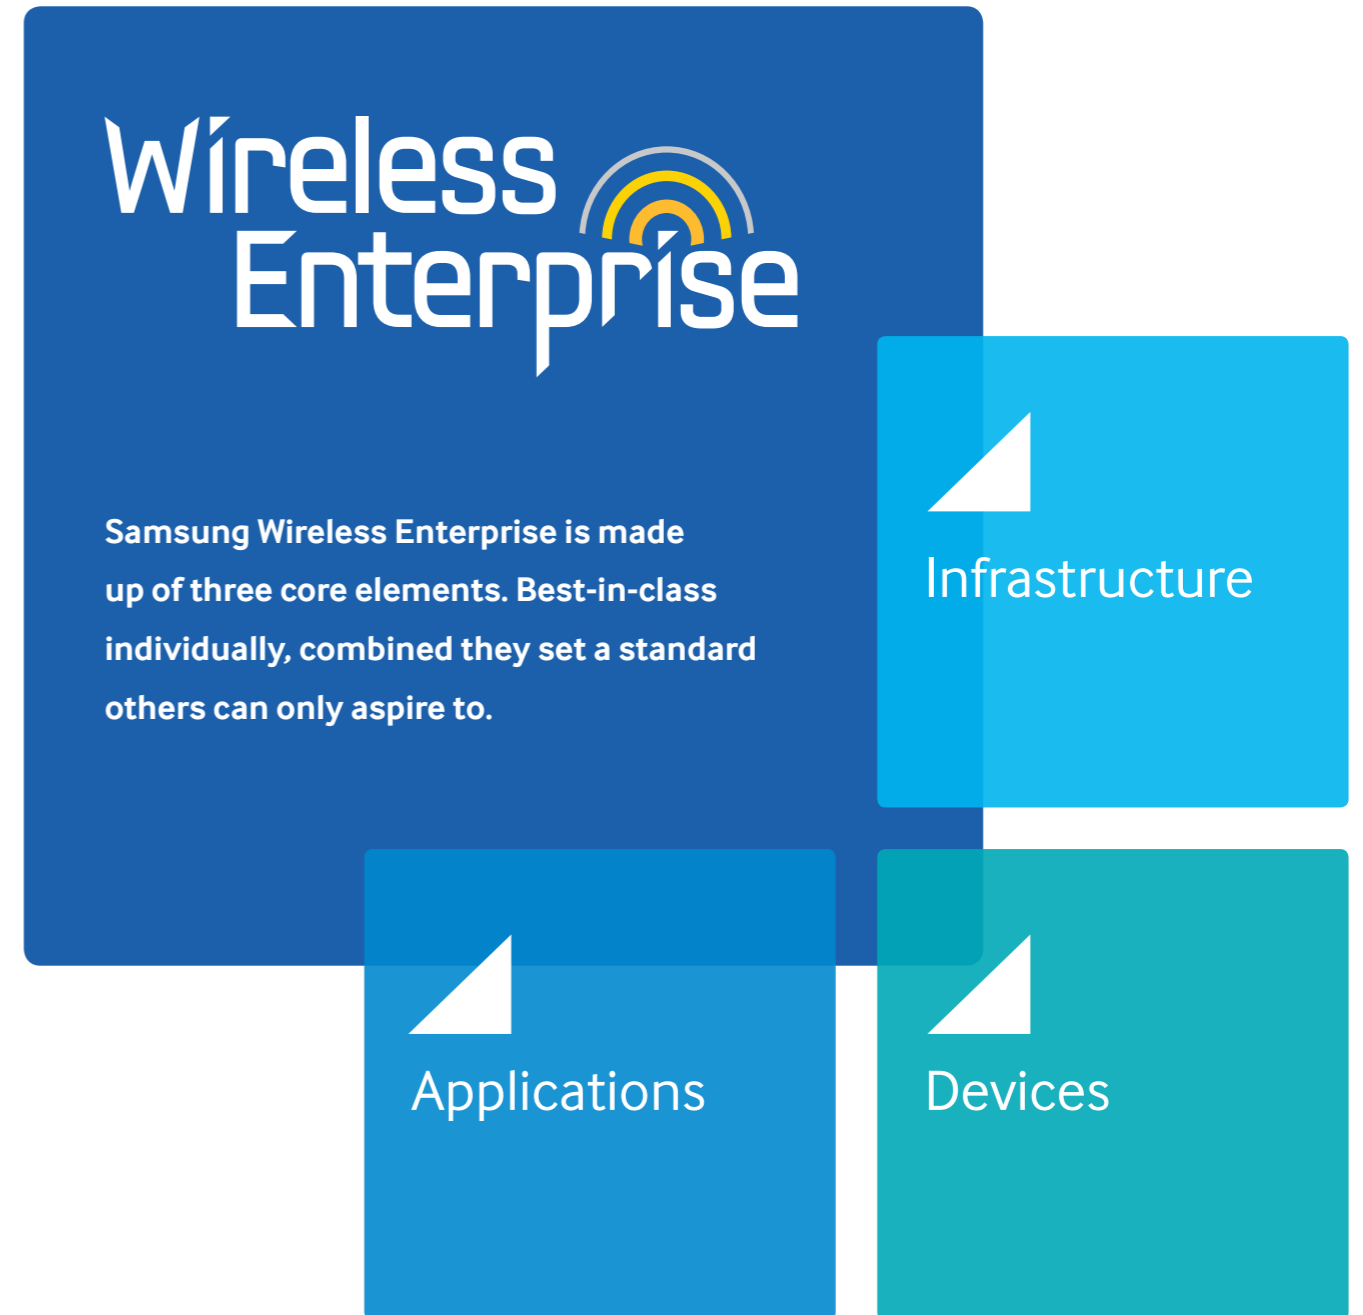 Wireless
Enterprise
Samsung Wireless Enterprise is made
up of three core elements. Best-in-class
individually, combined they set a standard
others can only aspire to.
Infrastructure
Applications
Devices